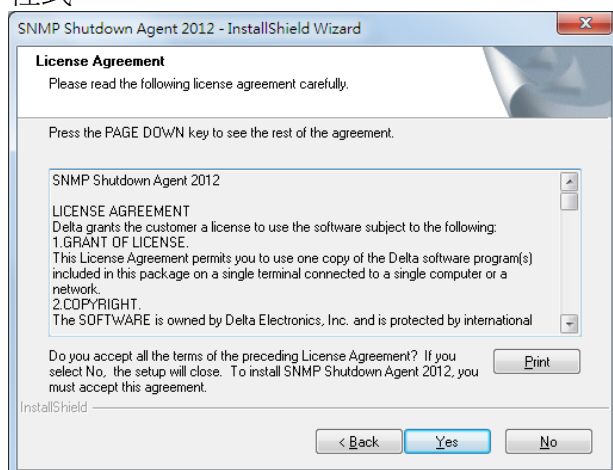 程式
SNMP Shutdown Agent 2012 - InstallShield Wizard
License Agreement
Please read the following license agreement carefully.
Press the PAGE DOWN key to see the rest of the agreement.
SNMP Shutdown Agent 2012
LICENSE AGREEMENT
Delta grants the customer a license to use the software subject to the following:
1.GRANT OF LICENSE.
This License Agreement permits you to use one copy of the Delta software program(s)
included in this package on a single terminal connected to a single computer or a
network.
2.COPYRIGHT.
The SOFTWARE is owned by Delta Electronics, Inc. and is protected by international
Do you accept all the terms of the preceding License Agreement? If you
select No, the setup will close. To install SNMP Shutdown Agent 2012, you
must accept this agreement.
Print
InstallShield
< Back Yes No